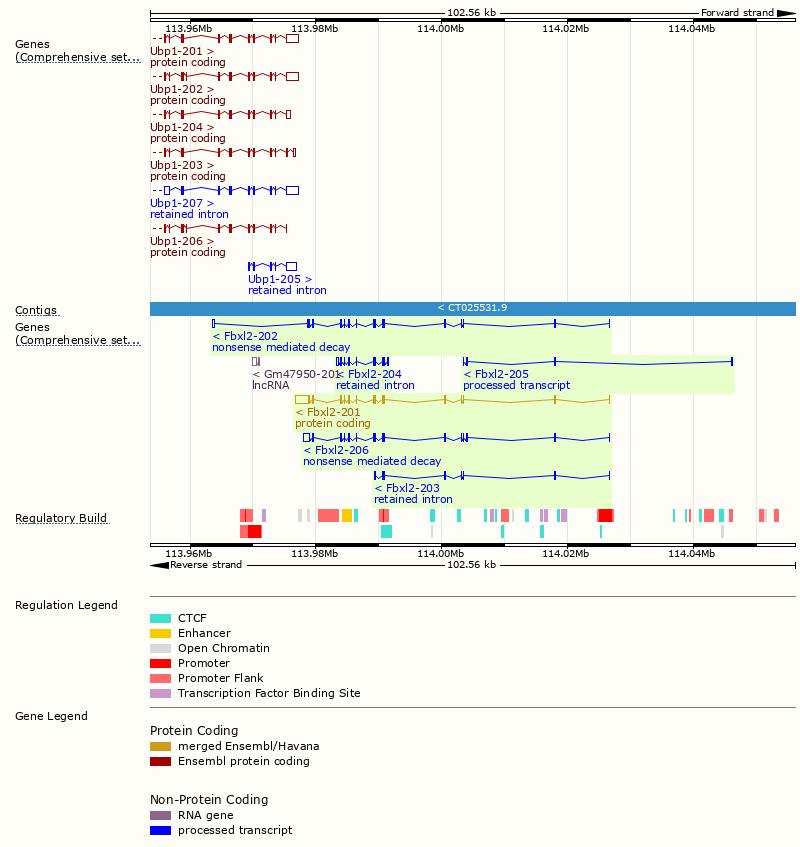 102.56 kb Forward strand
113.96Mb 113.98Mb 114.00Mb 114.02Mb 114.04Mb
Genes
(Comprehensive set...
Ubp1-201 >
protein coding
Ubp1-202 >
protein coding
Ubp1-204 >
protein coding
Ubp1-203 >
protein coding
Ubp1-207 >
retained intron
Ubp1-206 >
protein coding
Ubp1-205 >
retained intron
Contigs < CT025531.9
Genes
(Comprehensive set...
< Fbxl2-202
nonsense mediated decay
< Gm47950-201 < Fbxl2-204 < Fbxl2-205
lncRNA retained intron processed transcript
< Fbxl2-201
protein coding
< Fbxl2-206
nonsense mediated decay
< Fbxl2-203
retained intron
Regulatory Build
113.96Mb 113.98Mb 114.00Mb 114.02Mb 114.04Mb
Reverse strand 102.56 kb
Regulation Legend
CTCF
Enhancer
Open Chromatin
Promoter
Promoter Flank
Transcription Factor Binding Site
Gene Legend
Protein Coding
merged Ensembl/Havana
Ensembl protein coding
Non-Protein Coding
RNA gene
processed transcript